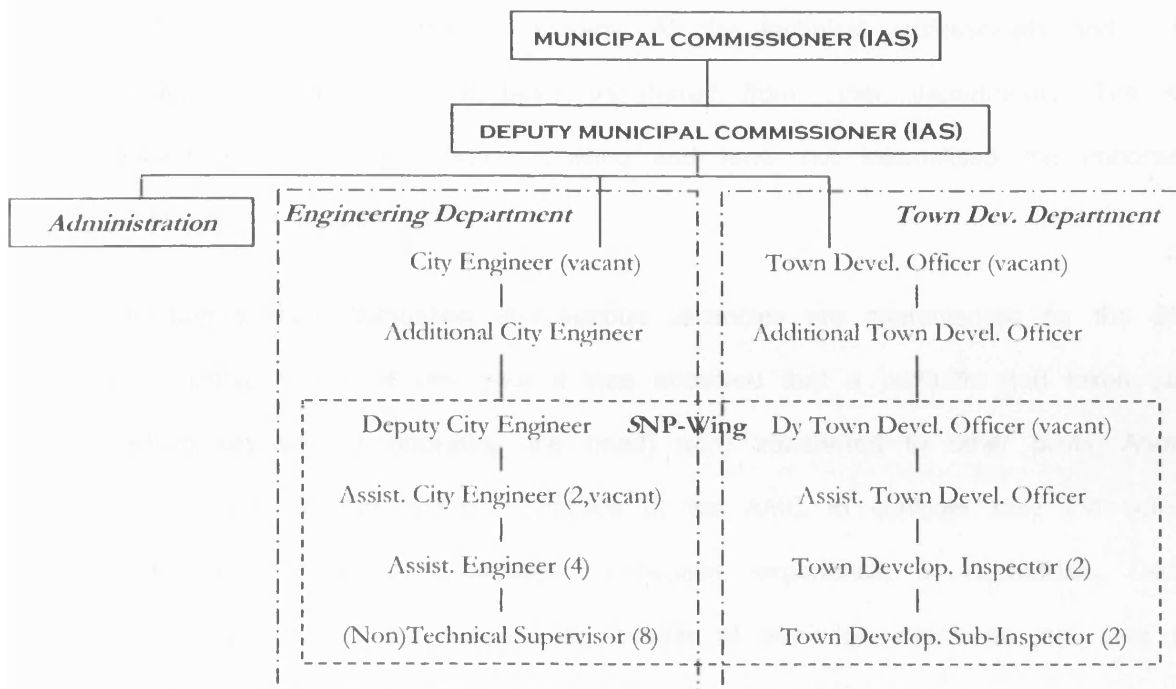 MUNICIPAL COMMISSIONER (IAS)
DEPUTY MUNICIPAL COMMISSIONER (IAS)
Administration
Engineering Department
Town Dev. Department
City Engineer (vacant)
Town Devel. Officer (vacant)
Additional City Engineer
Additional Town Devel. Officer
Deputy City Engineer
SNP-Wing
Dy Town Devel. Officer (vacant)
Assist. City Engineer (2,vacant)
Assist. Town Devel. Officer
Assist. Engineer (4)
Town Develop. Inspector (2)
(Non)Technical Supervisor (8)
Town Develop. Sub-Inspector (2)